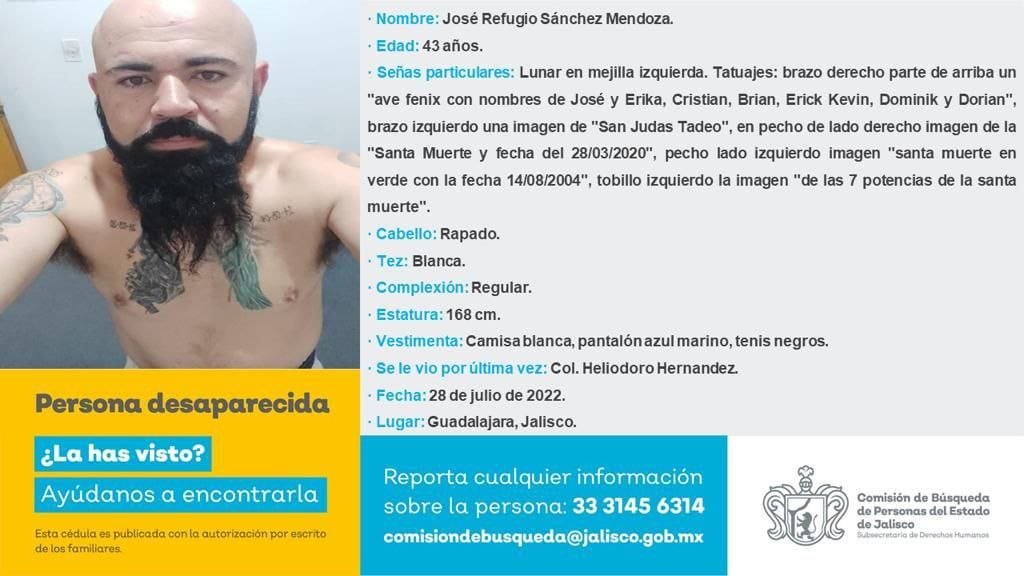 · Nombre: José Refugio Sánchez Mendoza.
· Edad: 43 años.
· Señas particulares: Lunar en mejilla izquierda. Tatuajes: brazo derecho parte de arriba un
"ave fenix con nombres de José y Erika, Cristian, Brian, Erick Kevin, Dominik y Dorian",
brazo izquierdo una imagen de "San Judas Tadeo", en pecho de lado derecho imagen de la
"Santa Muerte y fecha del 28/03/2020", pecho lado izquierdo imagen "santa muerte en
verde con la fecha 14/08/2004", tobillo izquierdo la imagen "de las 7 potencias de la santa
muerte".
· Cabello: Rapado.
· Tez: Blanca.
· Complexión: Regular.
· Estatura: 168 cm.
· Vestimenta: Camisa blanca, pantalón azul marino, tenis negros.
· Se le vio por última vez: Col. Heliodoro Hernandez.
· Fecha: 28 de julio de 2022.
· Lugar: Guadalajara, Jalisco.
Persona desaparecida
¿La has visto?
Ayúdanos a encontrarla
Esta cédula es publicada con la autorización por escrito
de los familiares.
Reporta cualquier información
sobre la persona: 33 3145 6314
comisiondebusqueda@jalisco.gob.mx
Comisión de Búsqueda
de Personas del Estado
de Jalisco
Subsecretaría de Derechos Humanos